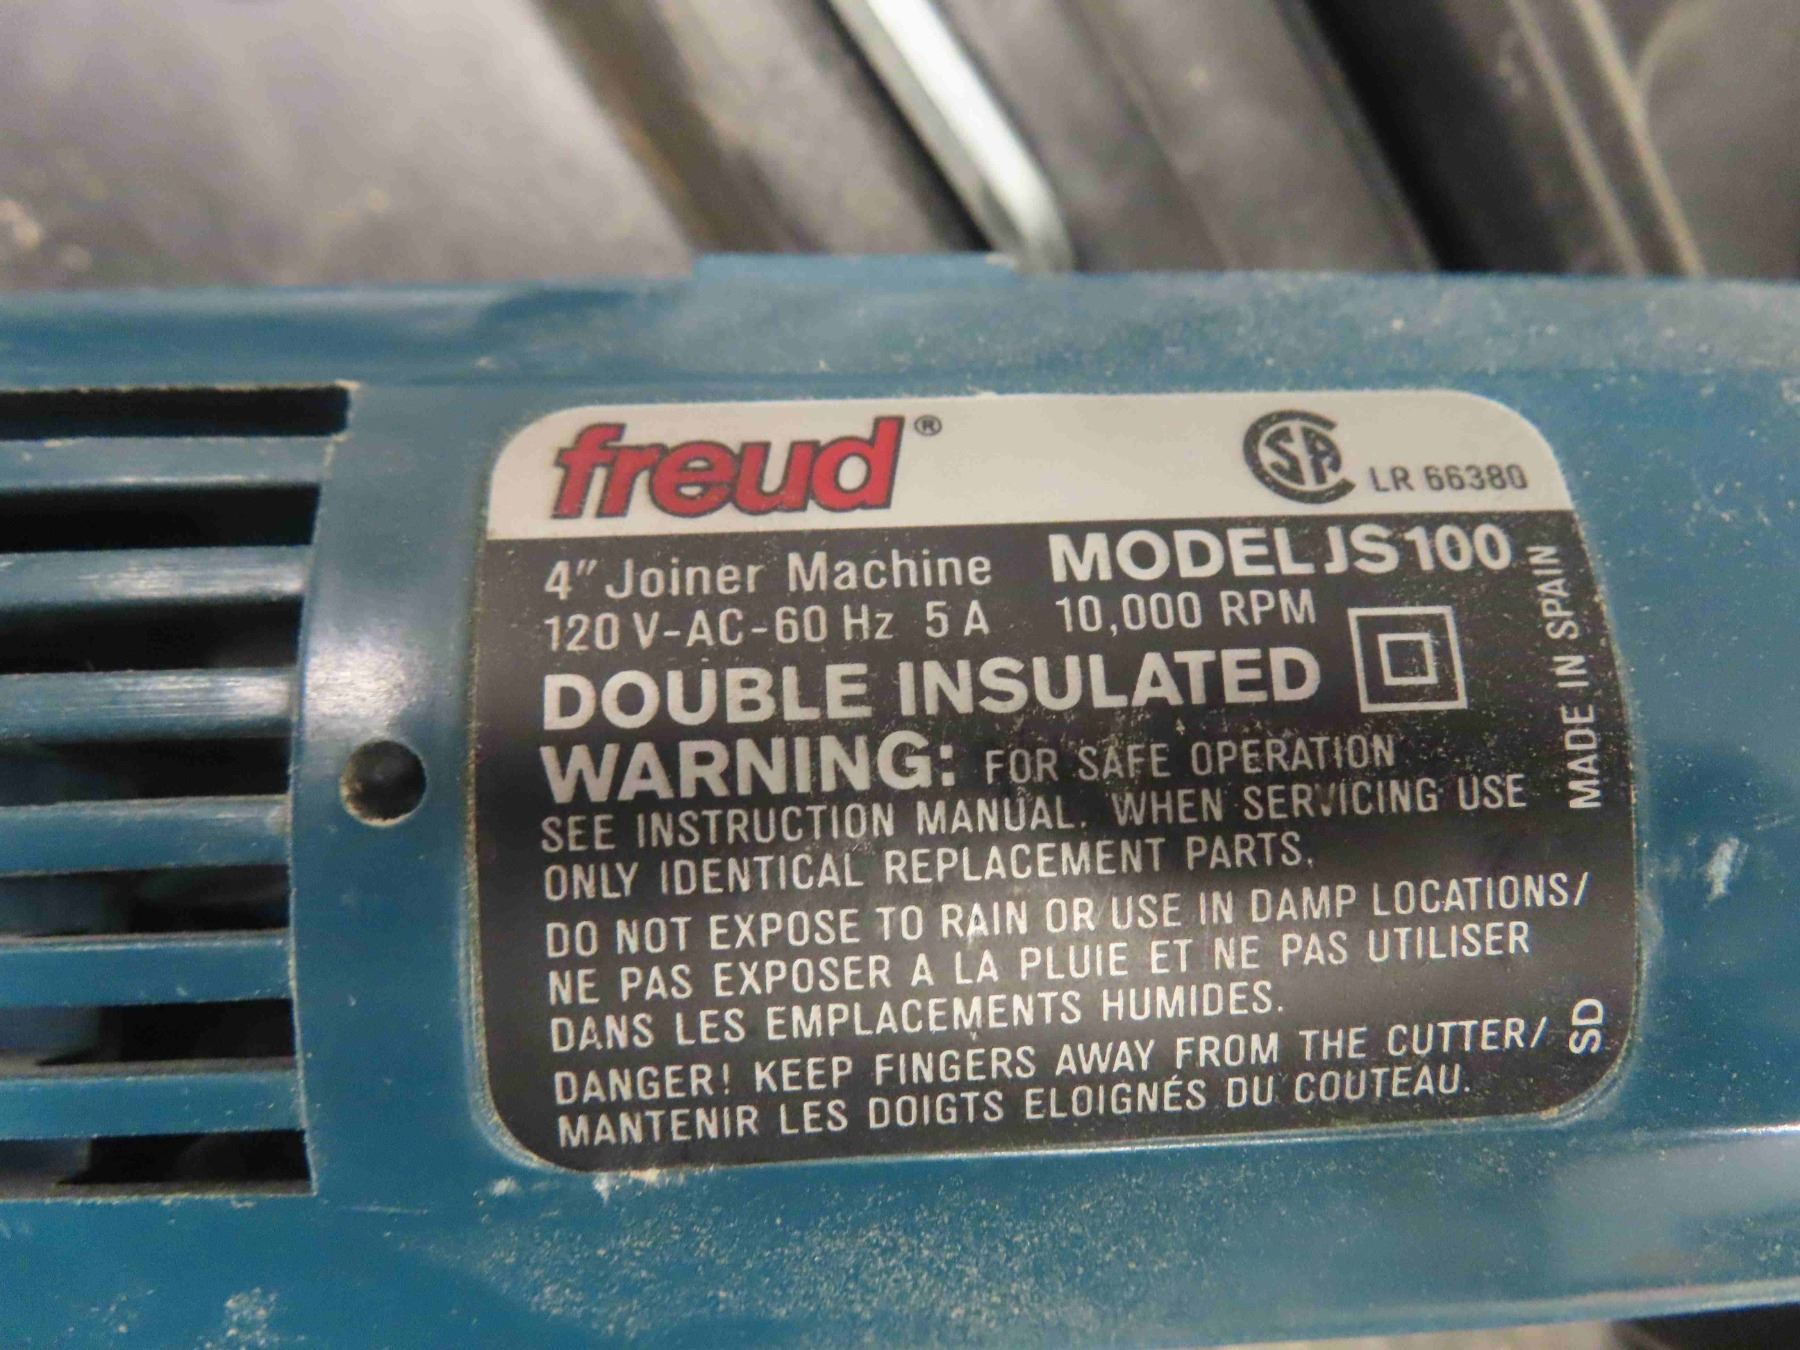 freud®
CSA LR 66380
4" Joiner Machine MODEL JS100
120 V-AC-60 Hz 5 A 10,000 RPM
DOUBLE INSULATED
WARNING: FOR SAFE OPERATION
SEE INSTRUCTION MANUAL. WHEN SERVICING USE
ONLY IDENTICAL REPLACEMENT PARTS.
DO NOT EXPOSE TO RAIN OR USE IN DAMP LOCATIONS/
NE PAS EXPOSER A LA PLUIE ET NE PAS UTILISER
DANS LES EMPLACEMENTS HUMIDES.
DANGER! KEEP FINGERS AWAY FROM THE CUTTER/
MANTENIR LES DOIGTS ELOIGNÉS DU COUTEAU.
MADE IN SPAIN
SD